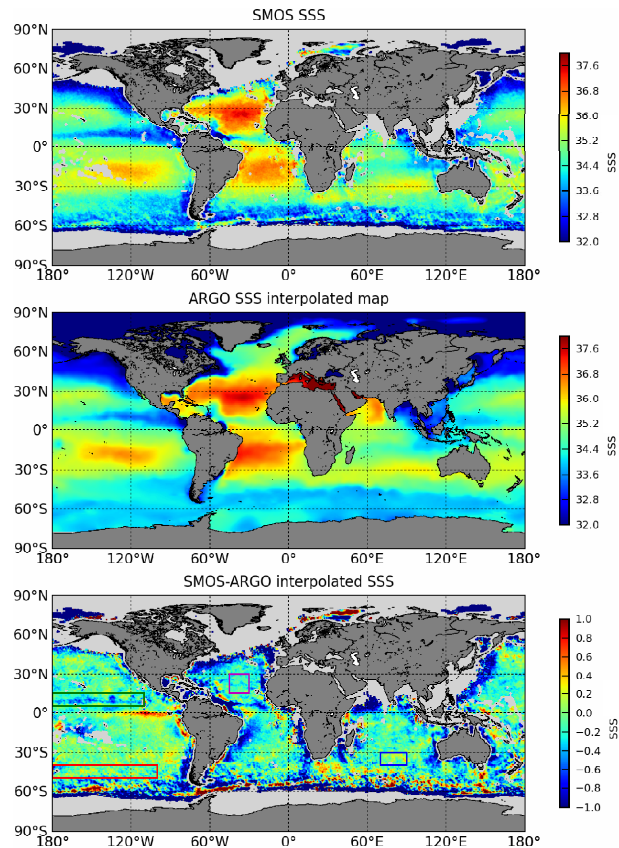 SMOS SSS
90°N
60°N
30°N
0°
30°S
60°S
90°S
180°
120°W
60°W
0°
60°E
120°E
180°
37.6
36.8
36.0
35.2
34.4
33.6
32.8
32.0
SSS
ARGO SSS interpolated map
90°N
60°N
30°N
0°
30°S
60°S
90°S
180°
120°W
60°W
0°
60°E
120°E
180°
37.6
36.8
36.0
35.2
34.4
33.6
32.8
32.0
SSS
SMOS-ARGO interpolated SSS
90°N
60°N
30°N
0°
30°S
60°S
90°S
180°
120°W
60°W
0°
60°E
120°E
180°
1.0
0.8
0.6
0.4
0.2
0.0
−0.2
−0.4
−0.6
−0.8
−1.0
SSS